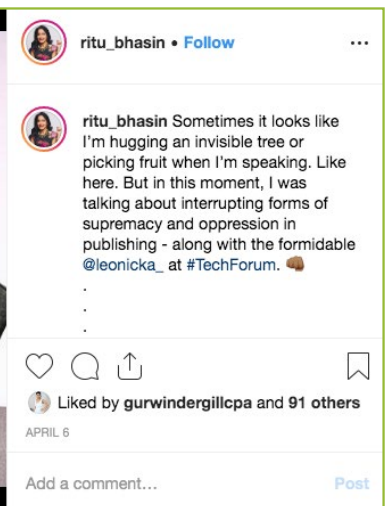 ritu_bhasin • Follow
ritu_bhasin Sometimes it looks like
I'm hugging an invisible tree or
picking fruit when I'm speaking. Like
here. But in this moment, I was
talking about interrupting forms of
supremacy and oppression in
publishing - along with the formidable
@leonicka_ at #TechForum. 👊🏾
.
.
.
Liked by gurwindergillcpa and 91 others
APRIL 6
Add a comment...
Post